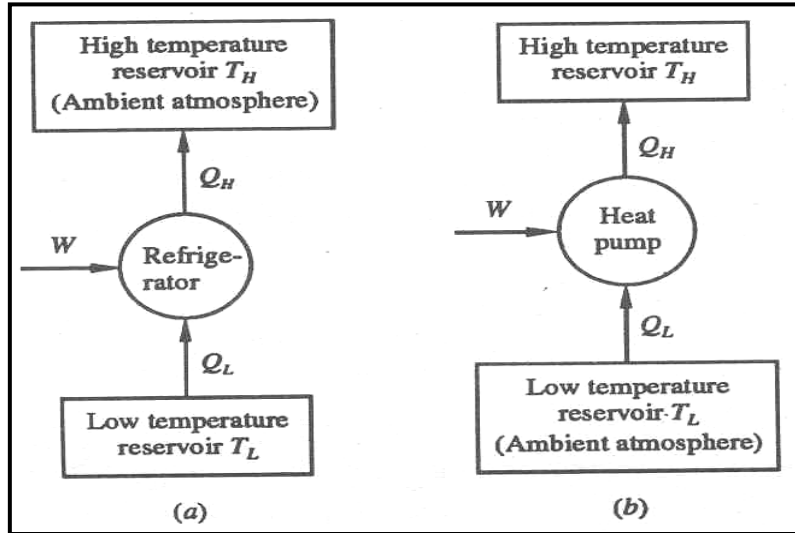 High temperature
reservoir T_H
(Ambient atmosphere)
Q_H
W
Refrige-
rator
Q_L
Low temperature
reservoir T_L
(a)
High temperature
reservoir T_H
Q_H
W
Heat
pump
Q_L
Low temperature
reservoir T_L
(Ambient atmosphere)
(b)